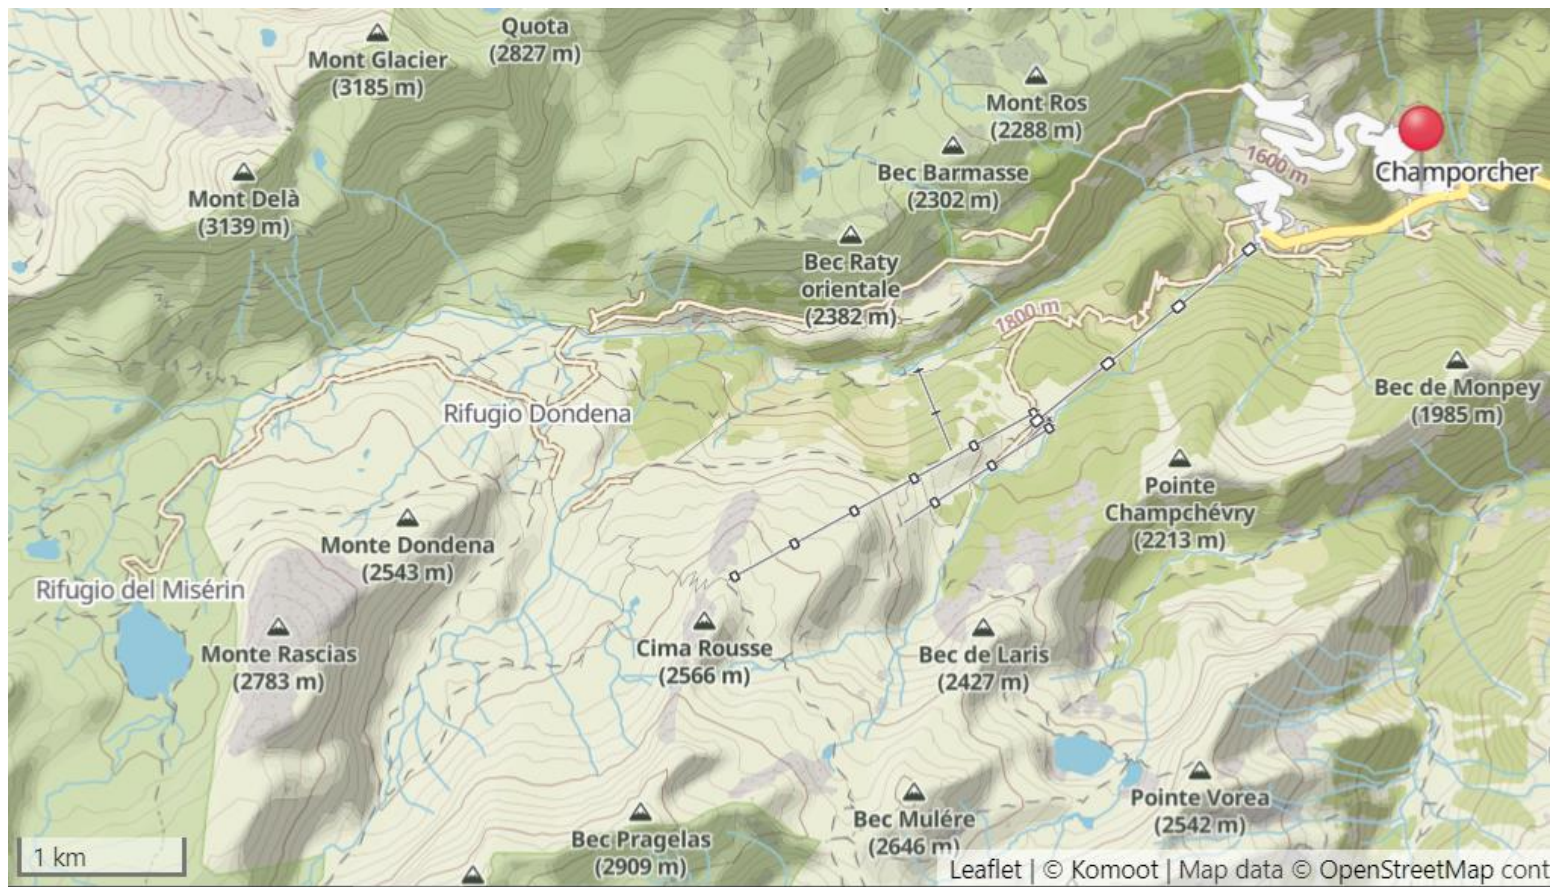 Quota
(2827 m)
Mont Glacier
(3185 m)
Mont Ros
(2288 m)
Bec Barmasse
(2302 m)
1600 m
Champorcher
Mont Delà
(3139 m)
Bec Raty
orientale
(2382 m)
1800 m
Bec de Monpey
(1985 m)
Rifugio Dondena
Pointe
Champchévry
(2213 m)
Monte Dondena
(2543 m)
Rifugio del Misérin
Monte Rascias
(2783 m)
Cima Rousse
(2566 m)
Bec de Laris
(2427 m)
Pointe Vorea
(2542 m)
Bec Mulére
(2646 m)
Bec Pragelas
(2909 m)
1 km
Leaflet | © Komoot | Map data © OpenStreetMap cont